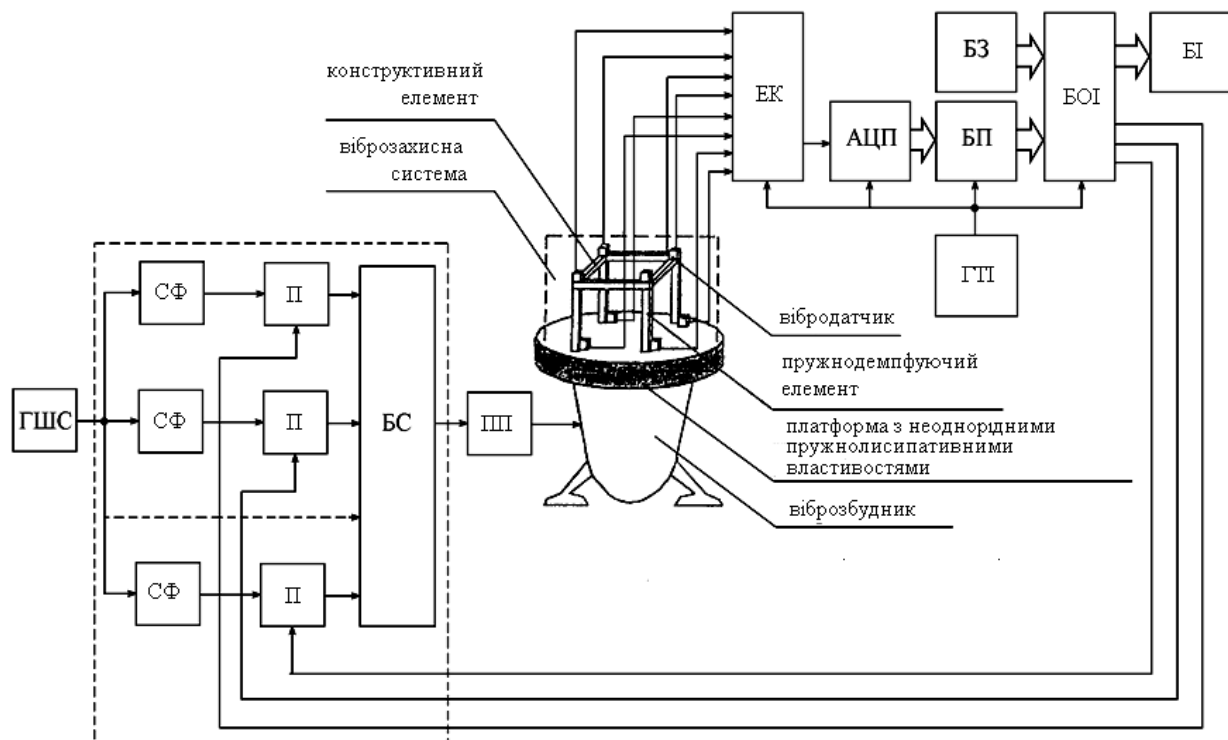 конструктивний
елемент
віброзахисна
система
ЕК
БЗ
БОІ
БІ
АЦП
БП
ГТІ
вібродатчик
пружнодемпфуючий
елемент
платформа з неоднорідними
пружнолисипативними
властивостями
віброзбудник
ГШС
СФ
П
СФ
П
СФ
П
БС
ПП